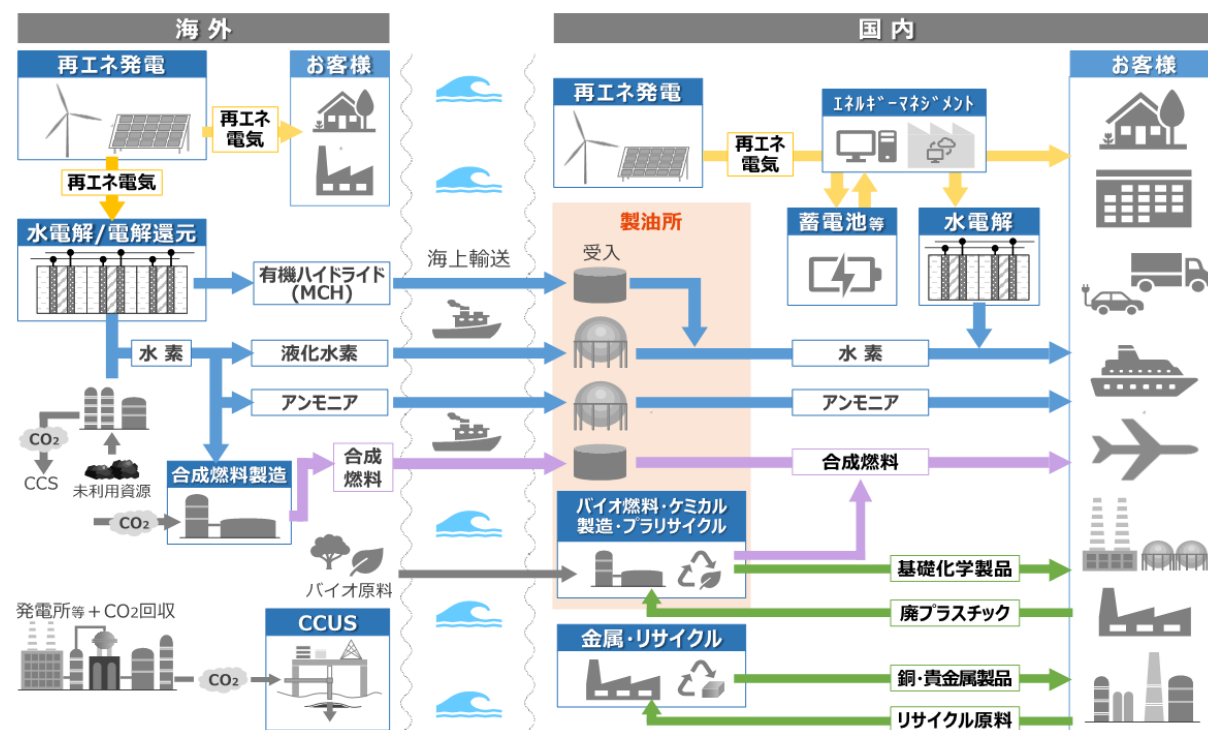 海 外
再エネ発電
お客様
再エネ
電気
再エネ電気
水電解/電解還元
有機ハイドライド
(MCH)
水 素
液化水素
アンモニア
CO₂
CCS
未利用資源
合成燃料製造
合成
燃料
CO₂
バイオ原料
発電所等+CO2回収
CO₂
CCUS
海上輸送
国 内
再エネ発電
再エネ
電気
エネルギーマネジメント
お客様
製油所
受入
蓄電池等
水電解
水 素
アンモニア
合成燃料
バイオ燃料・ケミカル
製造・プラリサイクル
基礎化学製品
廃プラスチック
金属・リサイクル
銅・貴金属製品
リサイクル原料